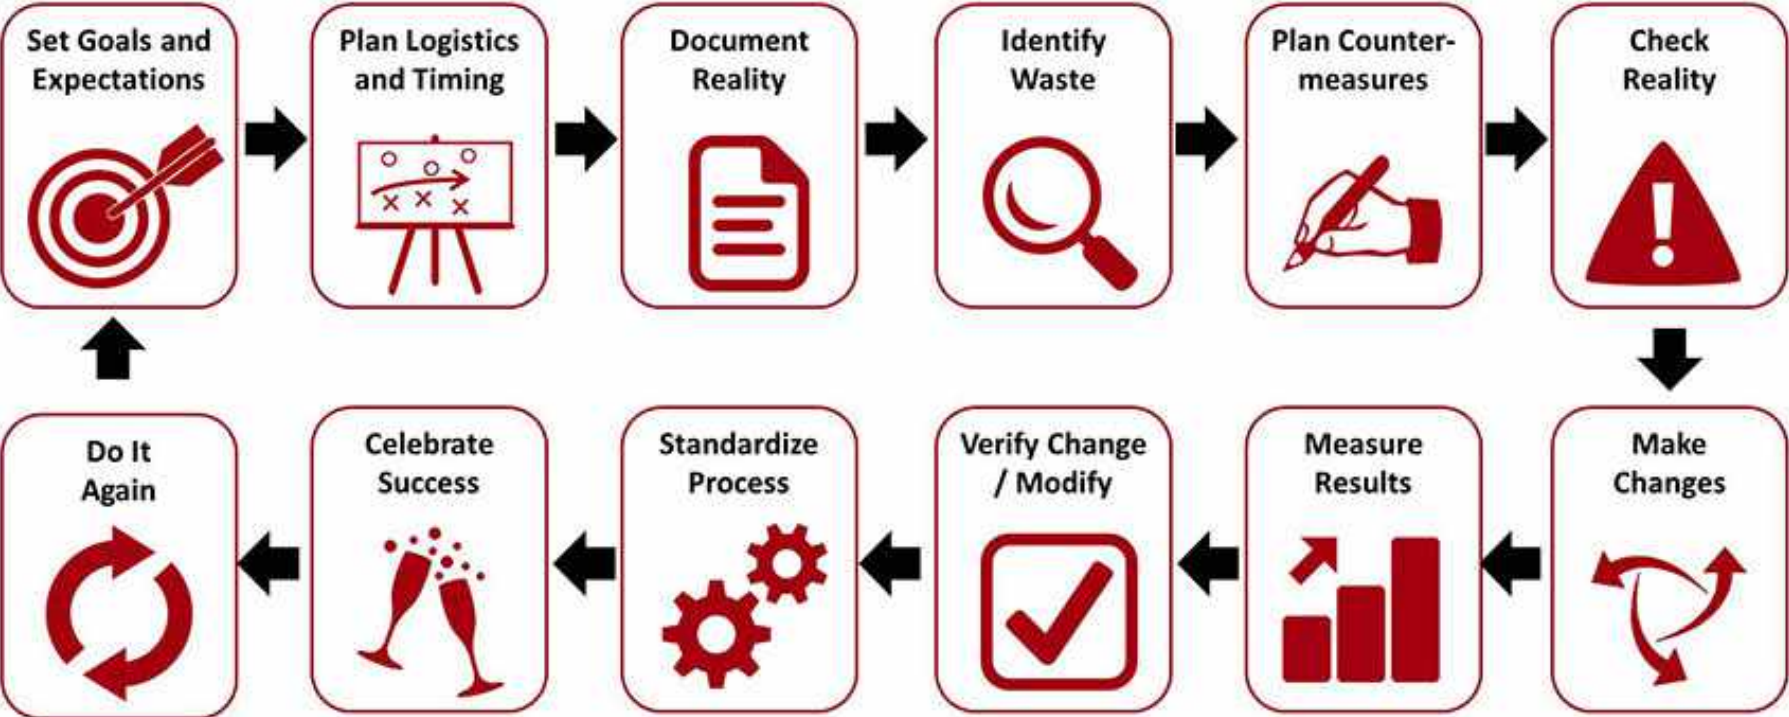 Set Goals and
Expectations
Plan Logistics
and Timing
Document
Reality
Identify
Waste
Plan Counter-
measures
Check
Reality
Make
Changes
Measure
Results
Verify Change
/ Modify
Standardize
Process
Celebrate
Success
Do It
Again